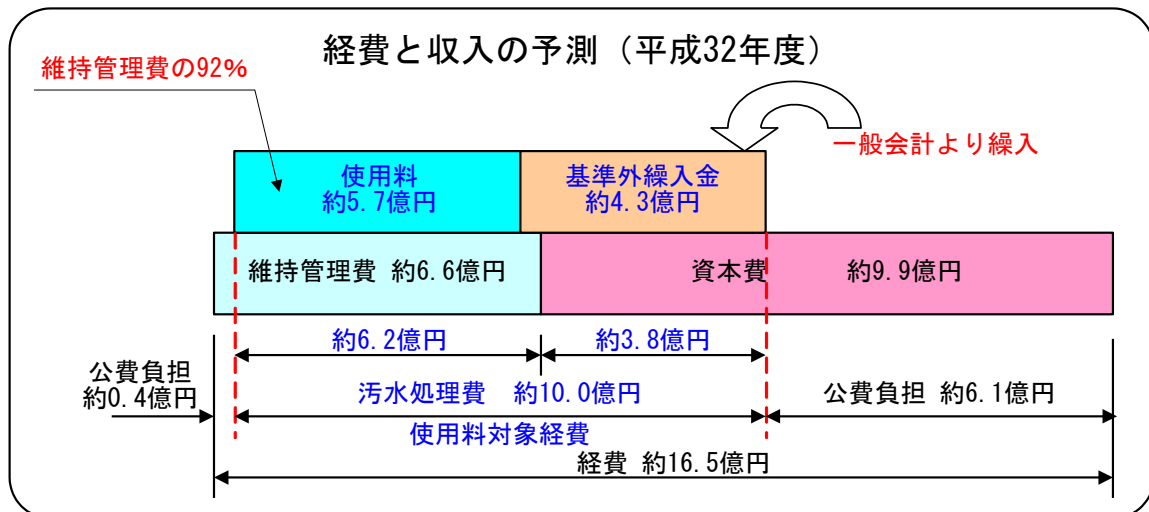 経費と収入の予測（平成32年度）
維持管理費の92%
一般会計より繰入
使用料
約5.7億円
基準外繰入金
約4.3億円
維持管理費 約6.6億円
資本費 約9.9億円
約6.2億円
約3.8億円
公費負担
約0.4億円
汚水処理費 約10.0億円
公費負担 約6.1億円
使用料対象経費
経費 約16.5億円